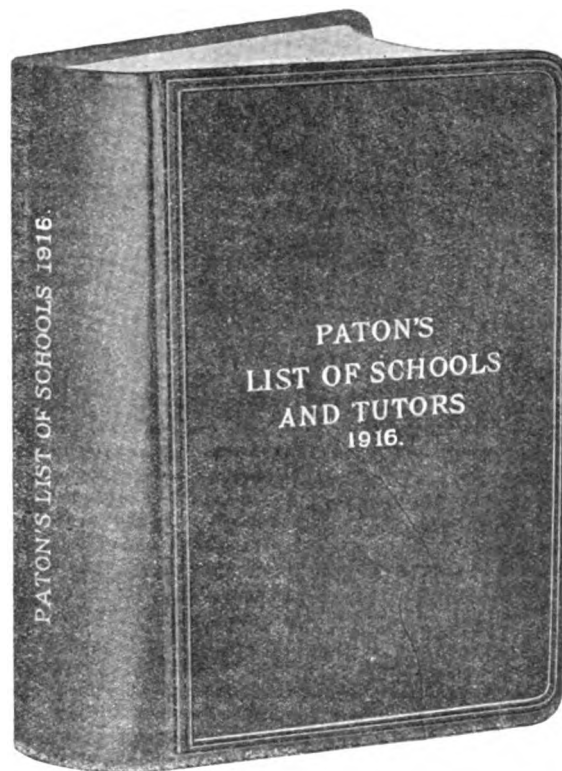 PATON'S LIST OF SCHOOLS 1916.
PATON'S
LIST OF SCHOOLS
AND TUTORS
1916.